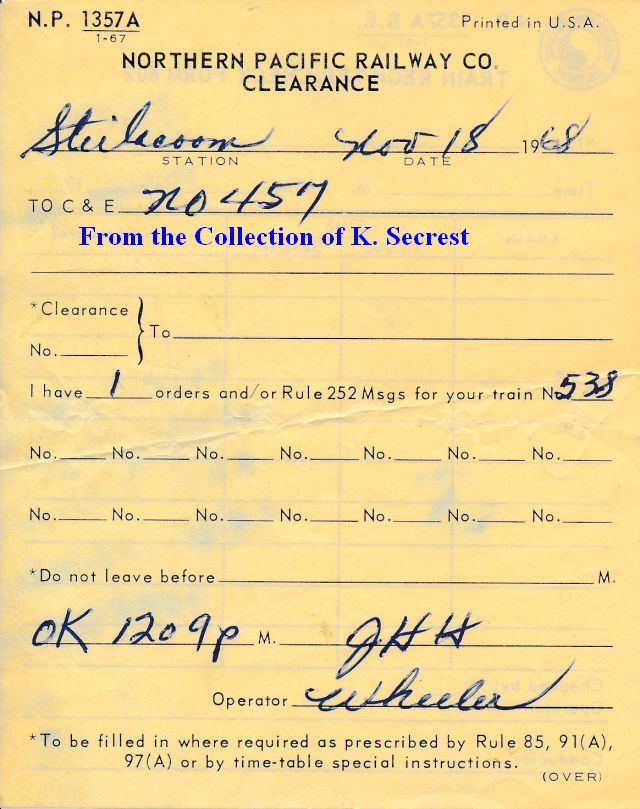 N.P. 1357A Printed in U.S.A.
1-67
NORTHERN PACIFIC RAILWAY CO.
CLEARANCE
Steilacoom Nov 18 1968
STATION DATE
TO C & E No 457
From the Collection of K. Secrest
*Clearance
No. } To
I have 1 orders and/or Rule 252 Msgs for your train No 538
No. No. No. No. No. No. No.
No. No. No. No. No. No. No.
*Do not leave before M.
OK 1209p M. JHH
Operator Wheeler
*To be filled in where required as prescribed by Rule 85, 91(A),
97(A) or by time-table special instructions.
(OVER)